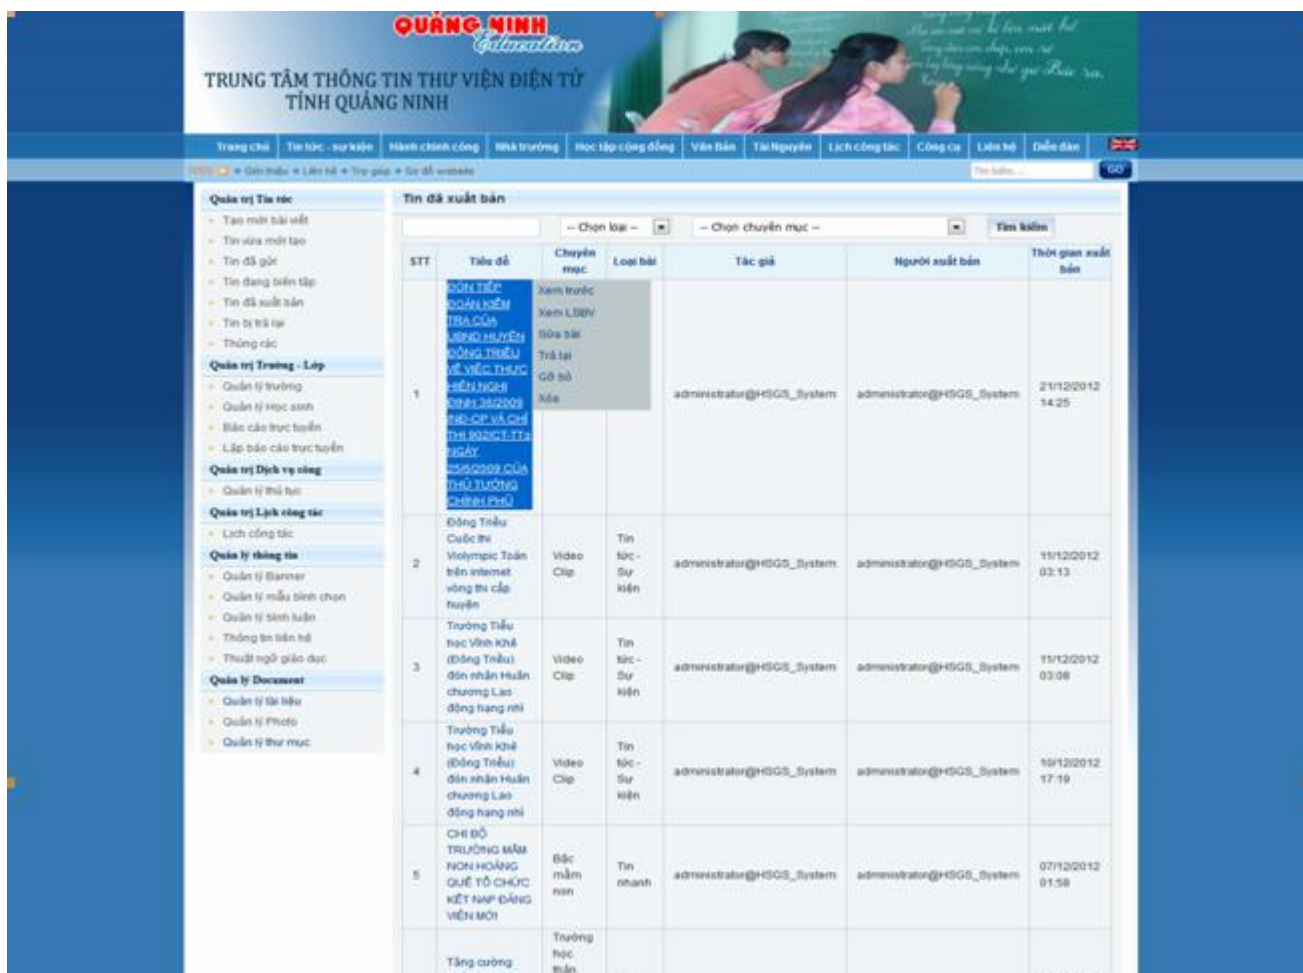 QUẢNG NINH
Education
TRUNG TÂM THÔNG TIN THƯ VIỆN ĐIỆN TỬ
TỈNH QUẢNG NINH
Trang chủ Tin tức - sự kiện Hành chính công Nhà trường Học tập cộng đồng Văn Bản Tài Nguyên Lịch công tác Công cụ Liên hệ Diễn đàn
Giới thiệu Liên hệ Trợ giúp Sơ đồ website Tìm kiếm... GO
Quản trị Tin tức
Tạo mới bài viết
Tin vừa mới tạo
Tin đã gửi
Tin đang biên tập
Tin đã xuất bản
Tin bị trả lại
Thùng rác
Quản trị Trường - Lớp
Quản lý trường
Quản lý Học sinh
Báo cáo trực tuyến
Lập báo cáo trực tuyến
Quản trị Dịch vụ công
Quản lý thủ tục
Quản trị Lịch công tác
Lịch công tác
Quản lý thông tin
Quản lý Banner
Quản lý mẫu bình chọn
Quản lý bình luận
Thông tin liên hệ
Thuật ngữ giáo dục
Quản lý Document
Quản lý tài liệu
Quản lý Photo
Quản lý thư mục
Tin đã xuất bản
-- Chọn loại -- -- Chọn chuyên mục -- Tìm kiếm
STT Tiêu đề Chuyên mục Loại bài Tác giả Người xuất bản Thời gian xuất bản
1
ĐÓN TIẾP
ĐOÀN KIỂM
TRA CỦA
UBND HUYỆN
ĐÔNG TRIỀU
VỀ VIỆC THỰC
HIỆN NGHỊ
ĐỊNH 36/2009
/NĐ-CP VÀ CHỈ
THỊ 902/CT-TTg
NGÀY
25/6/2009 CỦA
THỦ TƯỚNG
CHÍNH PHỦ
Xem trước
Xem LSBV
Sửa bài
Trả lại
Gỡ bỏ
Xóa
administrator@HSGS_System administrator@HSGS_System
21/12/2012
14:25
2
Đông Triều
Cuộc thi
Violympic Toán
trên internet
vòng thi cấp
huyện
Video
Clip
Tin
tức -
Sự
kiện
administrator@HSGS_System administrator@HSGS_System
11/12/2012
03:13
3
Trường Tiểu
học Vĩnh Khê
(Đông Triều)
đón nhận Huân
chương Lao
động hạng nhì
Video
Clip
Tin
tức -
Sự
kiện
administrator@HSGS_System administrator@HSGS_System
11/12/2012
03:08
4
Trường Tiểu
học Vĩnh Khê
(Đông Triều)
đón nhận Huân
chương Lao
động hạng nhì
Video
Clip
Tin
tức -
Sự
kiện
administrator@HSGS_System administrator@HSGS_System
10/12/2012
17:19
5
CHI BỘ
TRƯỜNG MẦM
NON HOÀNG
QUẾ TỔ CHỨC
KẾT NẠP ĐẢNG
VIÊN MỚI
Bậc
mầm
non
Tin
nhanh
administrator@HSGS_System administrator@HSGS_System
07/12/2012
01:58
Tăng cường
Trường
học
thân